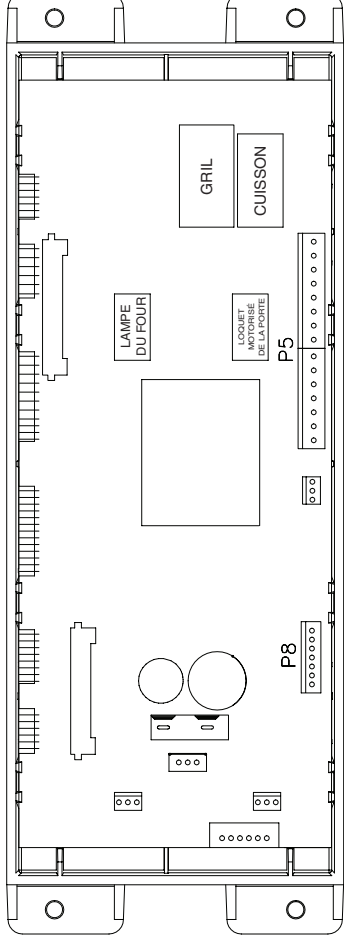 GRIL
CUISSON
LAMPE
DU FOUR
LOQUET
MOTORISÉ
DE LA PORTE
P5
P8